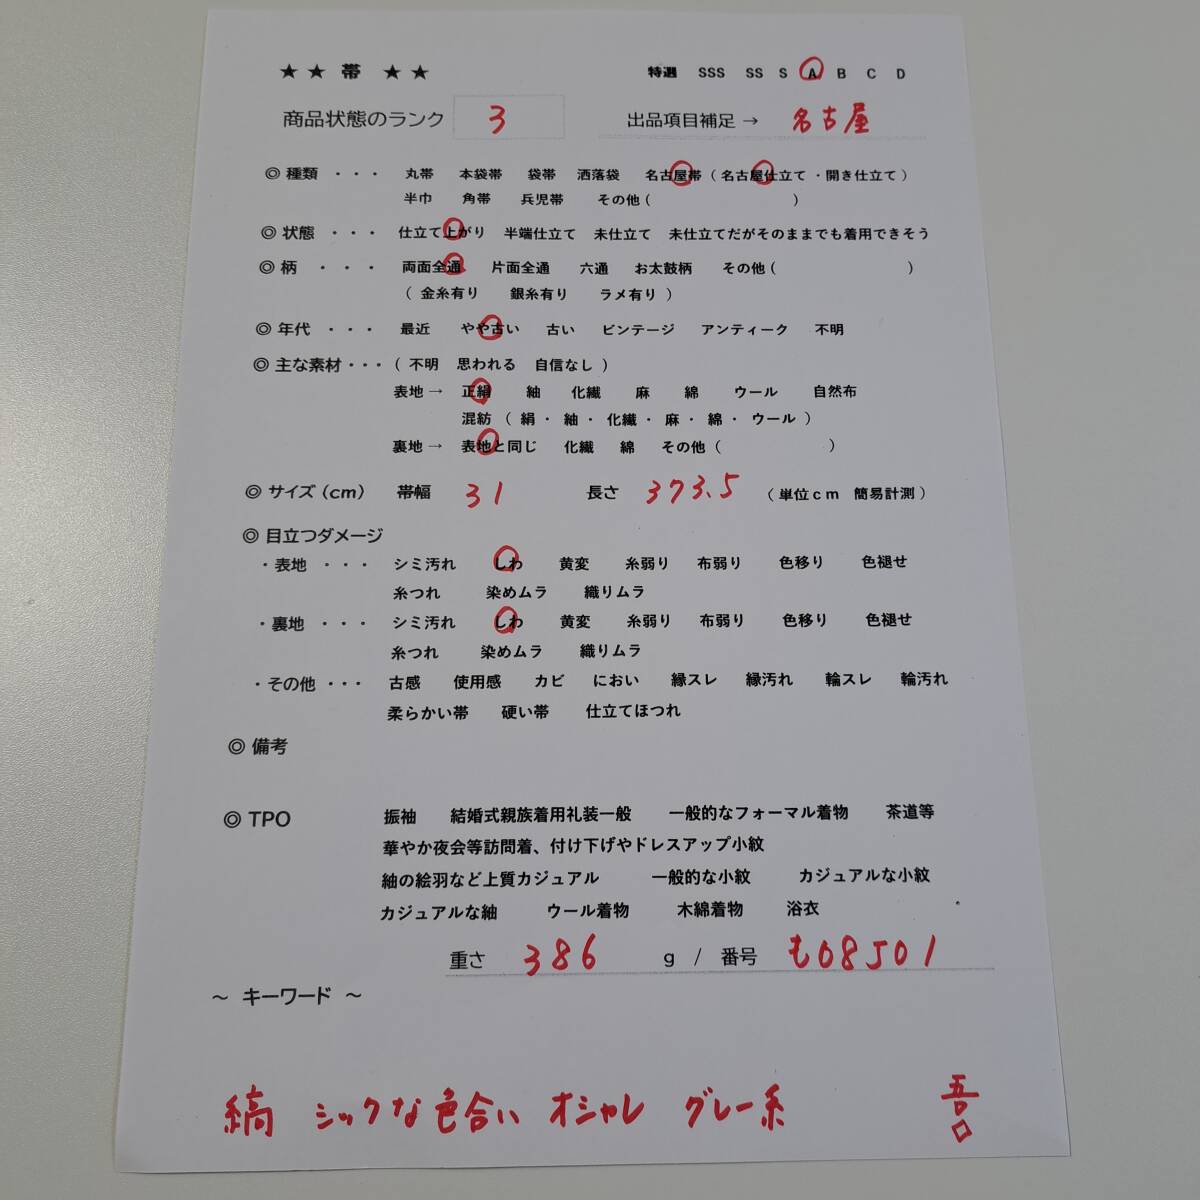 ★ ★ 帯 ★ ★ 特選 SSS SS S A B C D
商品状態のランク 3 出品項目補足 → 名古屋
◎ 種類 ・・・ 丸帯 本袋帯 袋帯 洒落袋 名古屋帯 ( 名古屋仕立て ・開き仕立て )
半巾 角帯 兵児帯 その他 ( )
◎ 状態 ・・・ 仕立て上がり 半端仕立て 未仕立て 未仕立てだがそのままでも着用できそう
◎ 柄 ・・・ 両面全通 片面全通 六通 お太鼓柄 その他 ( )
( 金糸有り 銀糸有り ラメ有り )
◎ 年代 ・・・ 最近 やや古い 古い ビンテージ アンティーク 不明
◎ 主な素材・・・ ( 不明 思われる 自信なし )
表地 → 正絹 紬 化繊 麻 綿 ウール 自然布
混紡 ( 絹・ 紬・ 化繊・ 麻・ 綿・ ウール )
裏地 → 表地と同じ 化繊 綿 その他 ( )
◎ サイズ (cm) 帯幅 31 長さ 373.5 ( 単位ｃｍ 簡易計測 )
◎ 目立つダメージ
・表地 ・・・ シミ汚れ しわ 黄変 糸弱り 布弱り 色移り 色褪せ
糸つれ 染めムラ 織りムラ
・裏地 ・・・ シミ汚れ しわ 黄変 糸弱り 布弱り 色移り 色褪せ
糸つれ 染めムラ 織りムラ
・その他 ・・・ 古感 使用感 カビ におい 縁スレ 縁汚れ 輪スレ 輪汚れ
柔らかい帯 硬い帯 仕立てほつれ
◎ 備考
◎ TPO 振袖 結婚式親族着用礼装一般 一般的なフォーマル着物 茶道等
華やか夜会等訪問着、付け下げやドレスアップ小紋
紬の絵羽など上質カジュアル 一般的な小紋 カジュアルな小紋
カジュアルな紬 ウール着物 木綿着物 浴衣
重さ 386 g / 番号 も08501
～ キーワード ～
縞 シックな色合い オシャレ グレー系